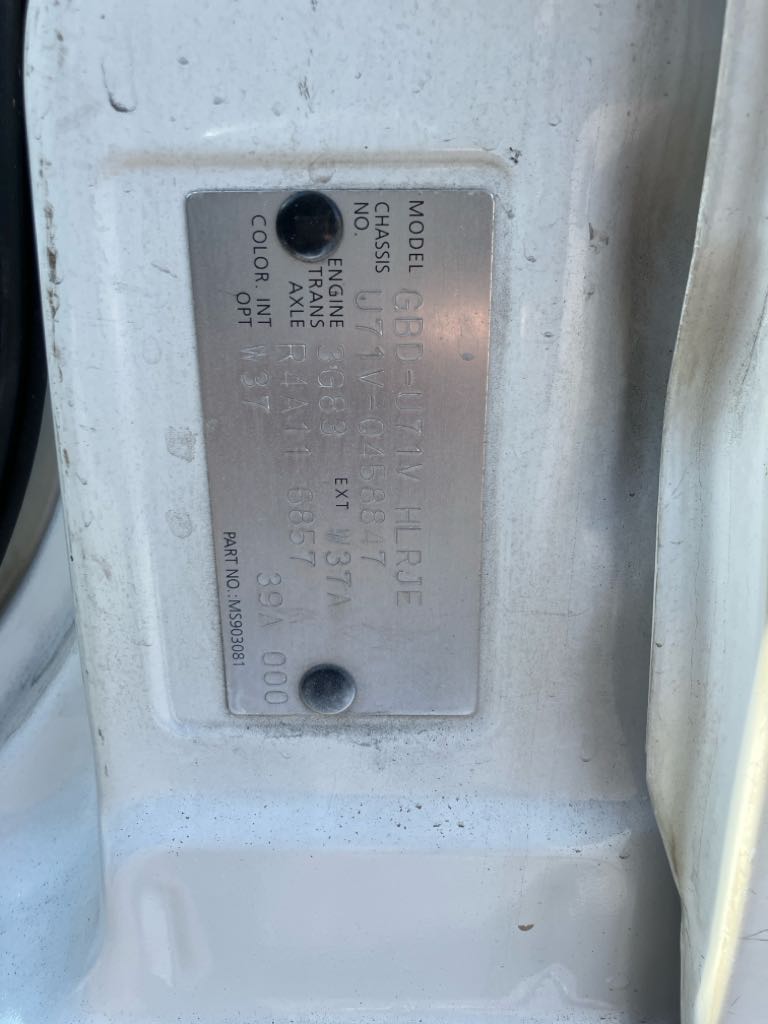 MODEL GBD-U71V HLRJE
CHASSIS NO. U71V-0458847
ENGINE 3G83 EXT W37A
TRANS AXLE R4A11 6857
COLOR. INT OPT W37 39A 000
PART NO.:MS903081